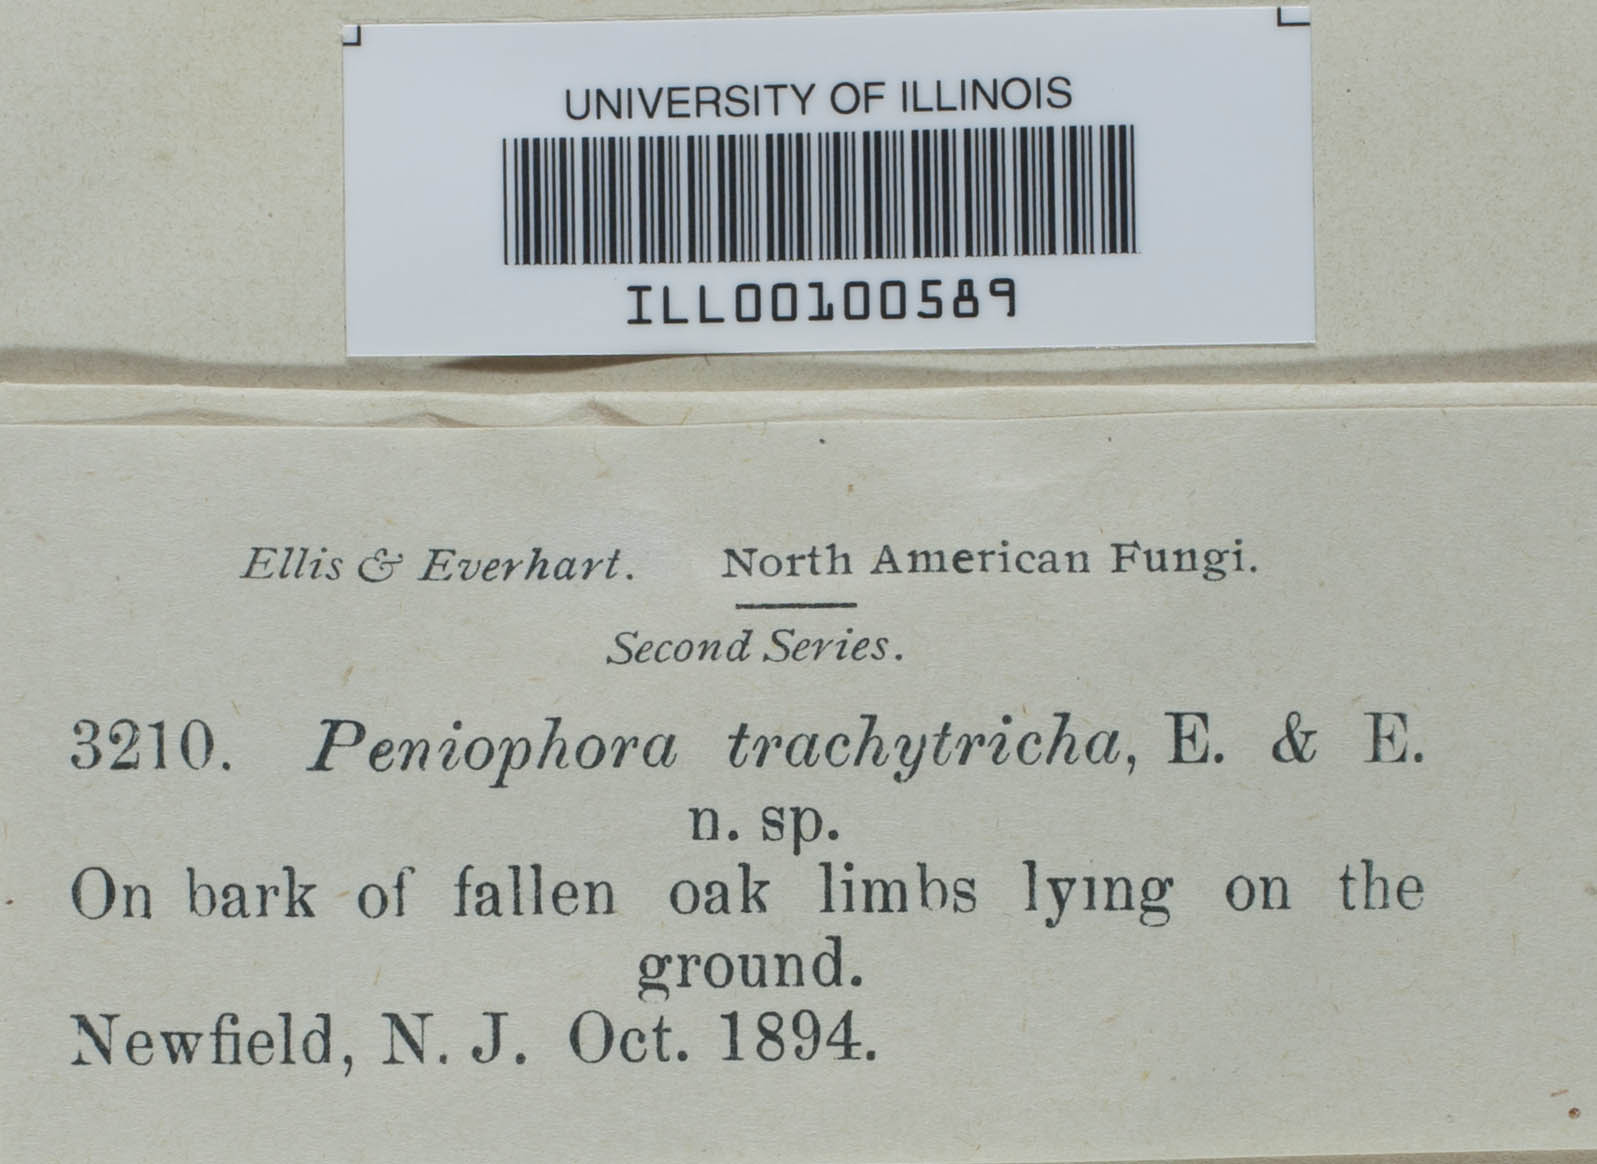 UNIVERSITY OF ILLINOIS
ILL00100589
Ellis & Everhart. North American Fungi.
Second Series.
3210. Peniophora trachytricha, E. & E.
n. sp.
On bark of fallen oak limbs lying on the
ground.
Newfield, N. J. Oct. 1894.